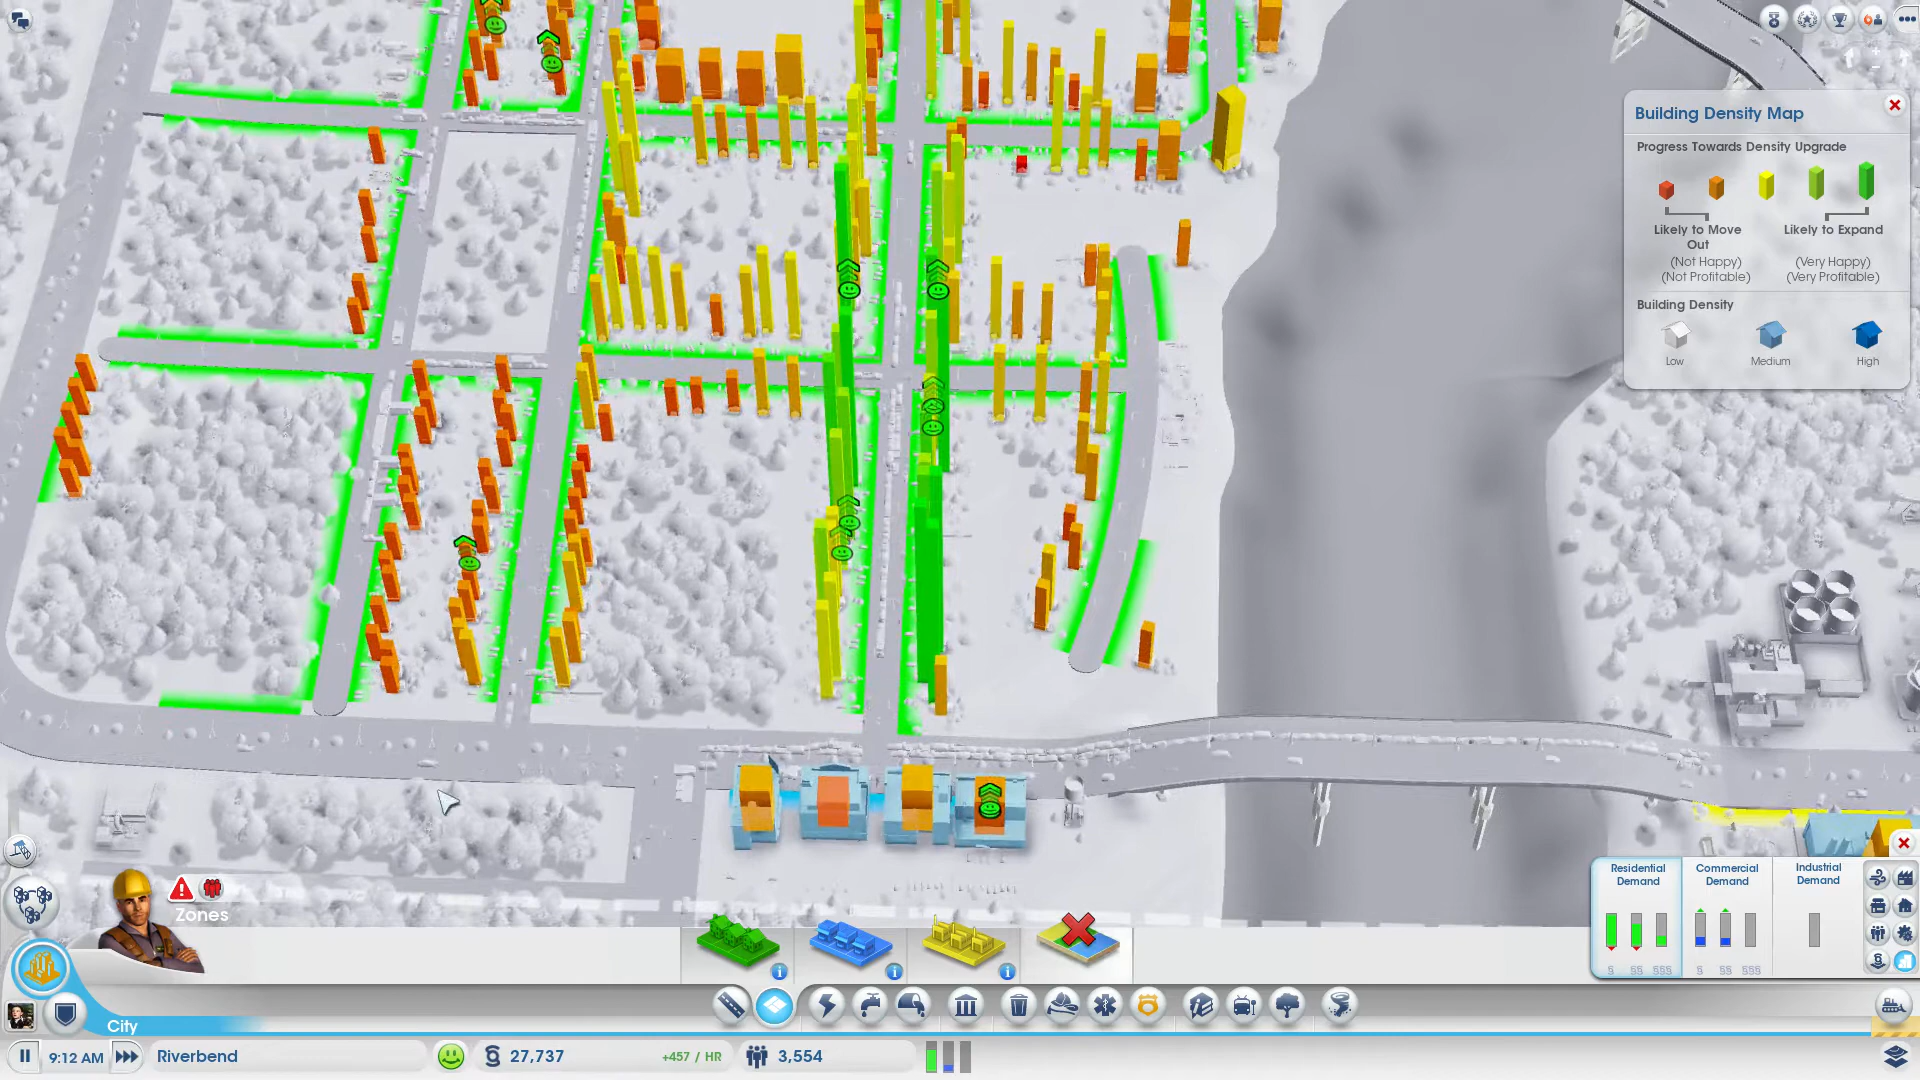 Building Density Map
Progress Towards Density Upgrade
Likely to Move Out
(Not Happy)
(Not Profitable)
Likely to Expand
(Very Happy)
(Very Profitable)
Building Density
Low
Medium
High
Zones
Residential Demand
Commercial Demand
Industrial Demand
§ §§ §§§
§ §§ §§§
City
9:12 AM
Riverbend
27,737
+457 / HR
3,554